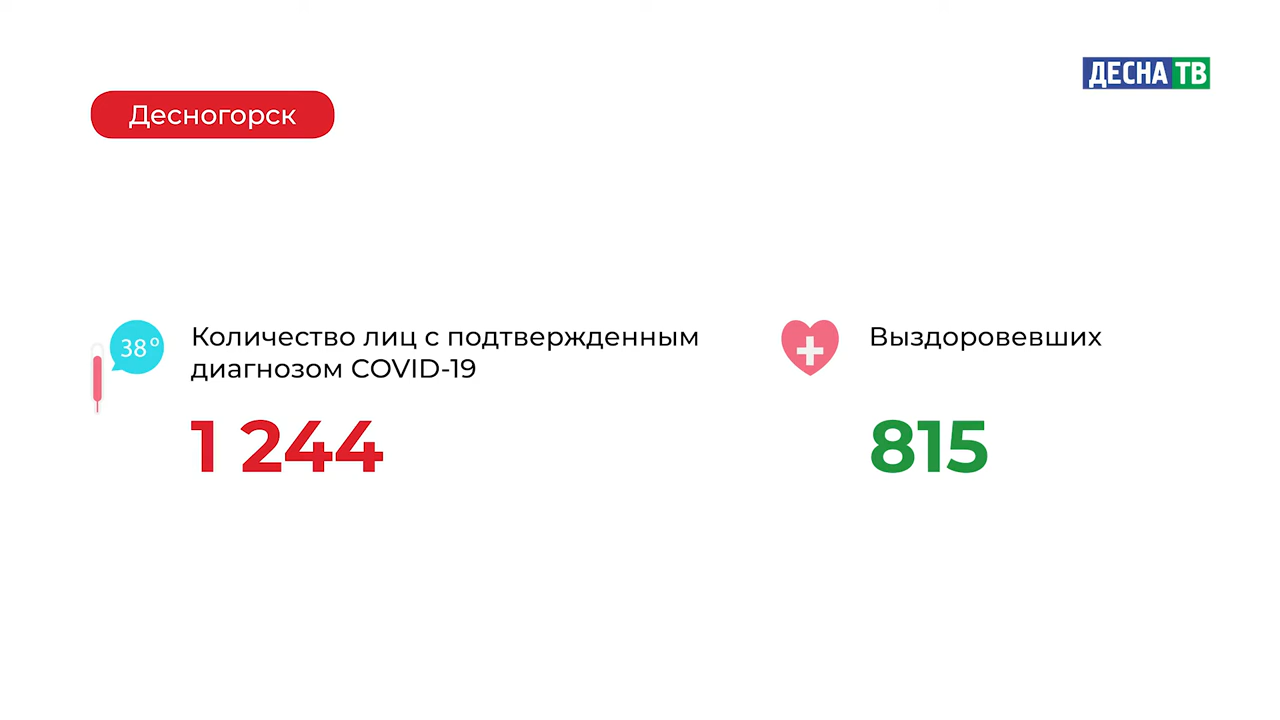 ДЕСНА ТВ
Десногорск
38°
Количество лиц с подтвержденным
диагнозом COVID-19
1 244
Выздоровевших
815